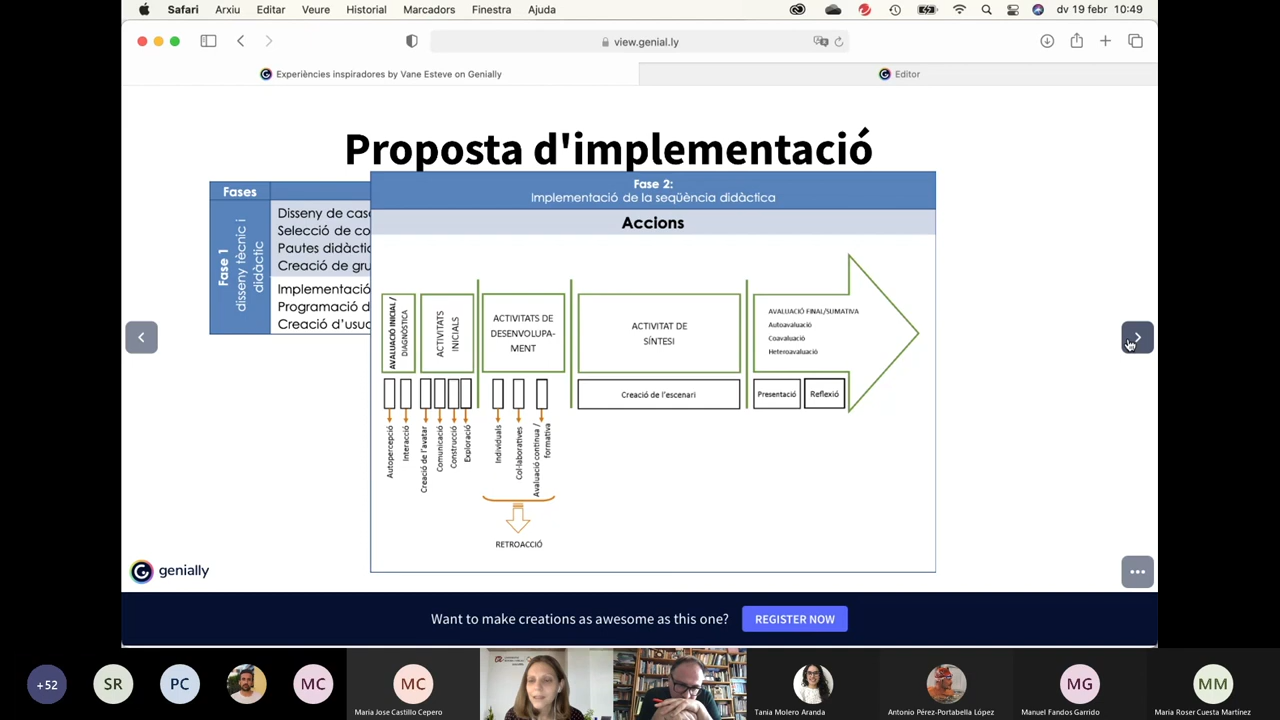 Safari Arxiu Editar Veure Historial Marcadors Finestra Ajuda dv 19 febr 10:49
view.genial.ly
Experiències inspiradores by Vane Esteve on Genially
Editor
Proposta d'implementació
Fases
Fase 1
disseny tècnic i
didàctic
Disseny de
Selecció de
Pautes
Creació de
Implementació
Programació
Creació
Fase 2:
Implementació de la seqüència didàctica
Accions
AVALUACIÓ INICIAL /
DIAGNÒSTICA
ACTIVITATS
INICIALS
ACTIVITATS DE
DESENVOLUPA-
MENT
ACTIVITAT DE
SÍNTESI
AVALUACIÓ FINAL/SUMATIVA
Autoavaluació
Coavaluació
Heteroavaluació
Creació de l'escenari
Presentació
Reflexió
Autopercepció
Interacció
Creació de l'avatar
Comunicació
Construcció
Exploració
Individuals
Col·laboratives
Avaluació contínua /
formativa
RETROACCIÓ
genially
Want to make creations as awesome as this one? REGISTER NOW
+52 SR PC MC MC MG MM
Maria Jose Castillo Cepero
Tania Molero Aranda
Antonio Pérez-Portabella López
Manuel Fandos Garrido
Maria Roser Cuesta Martínez